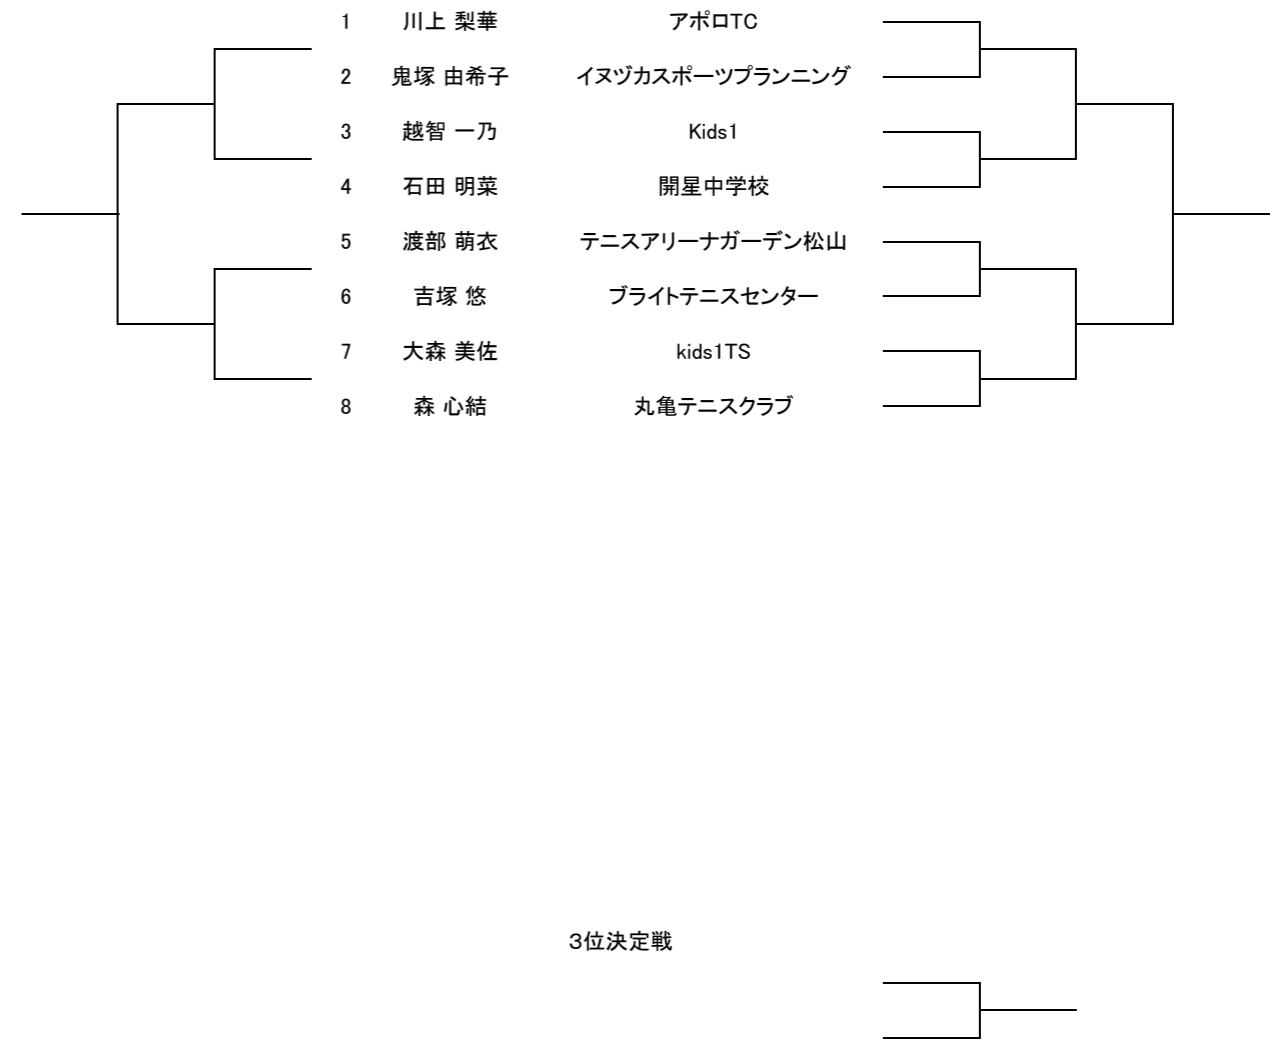 1 川上 梨華 アポロTC
2 鬼塚 由希子 イヌヅカスポーツプランニング
3 越智 一乃 Kids1
4 石田 明菜 開星中学校
5 渡部 萌衣 テニスアリーナガーデン松山
6 吉塚 悠 ブライトテニスセンター
7 大森 美佐 kids1TS
8 森 心結 丸亀テニスクラブ
３位決定戦